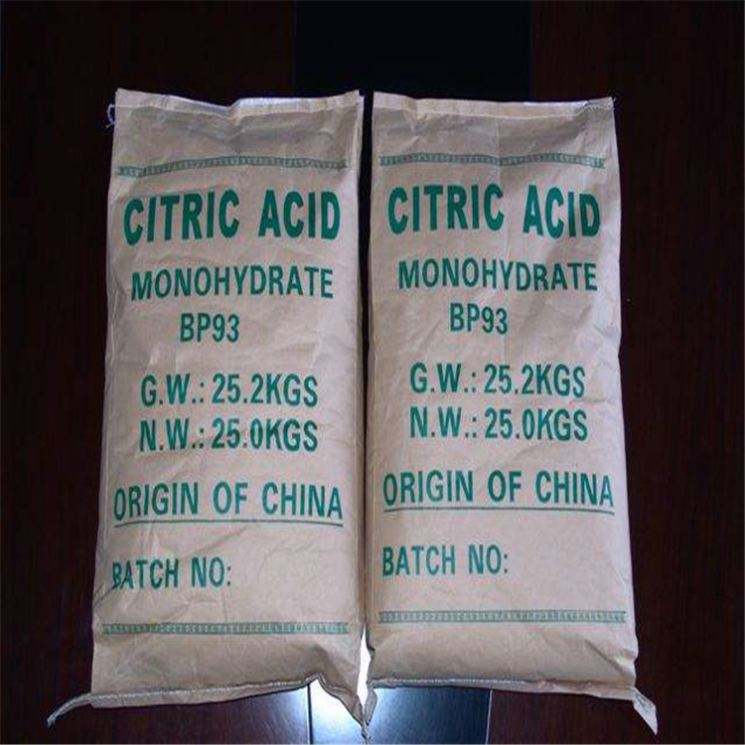 CITRIC ACID
MONOHYDRATE
BP93
G.W.: 25.2KGS
N.W.: 25.0KGS
ORIGIN OF CHINA
BATCH NO:
CITRIC ACID
MONOHYDRATE
BP93
G.W.: 25.2KGS
N.W.: 25.0KGS
ORIGIN OF CHINA
BATCH NO: